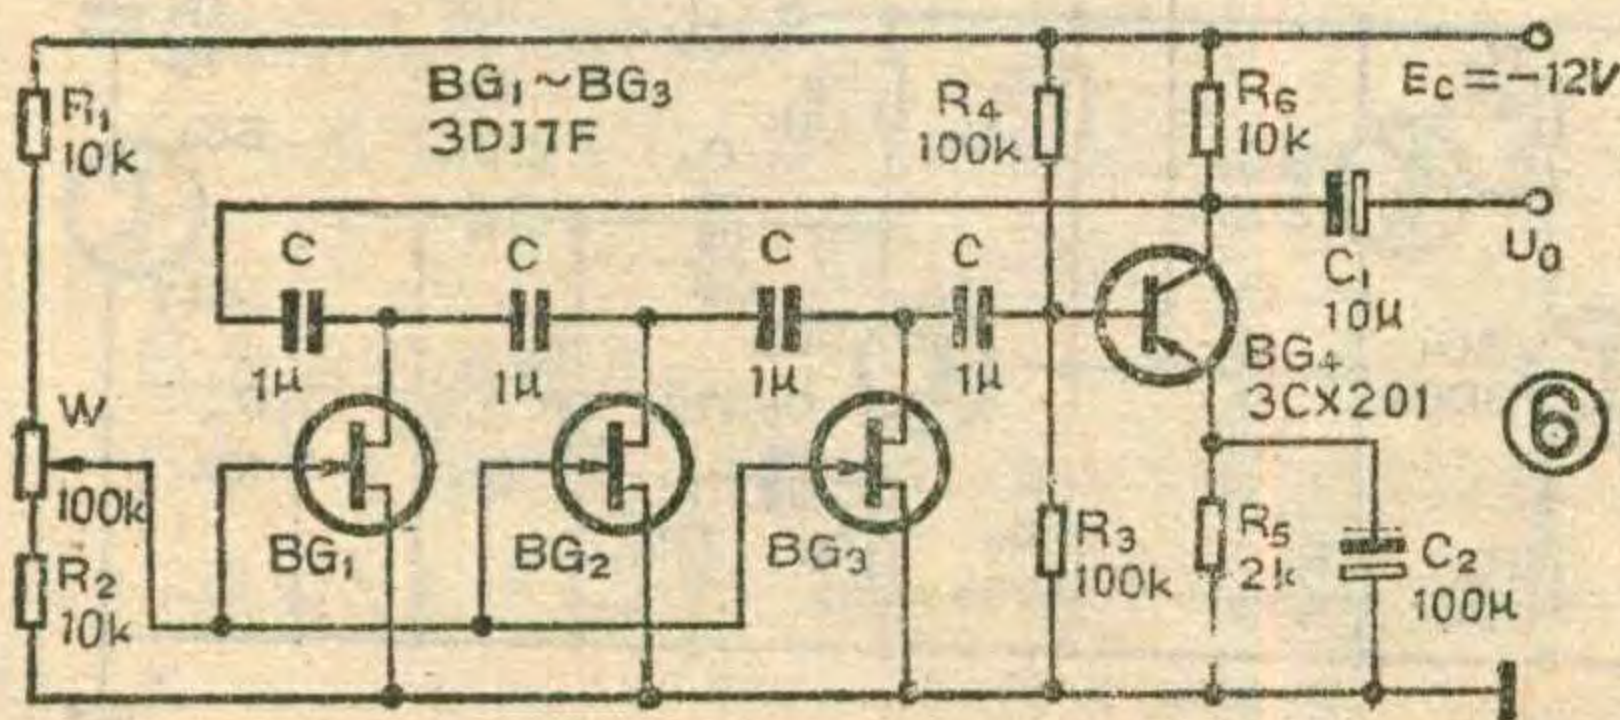 R₁
10k
BG₁~BG₃
3DJ7F
R₄
100k
R₆
10k
Ec=-12V
C
1μ
C
1μ
C
1μ
C
1μ
C₁
10μ
U₀
BG₄
3CX201
⑥
W
100k
R₂
10k
BG₁
BG₂
BG₃
R₃
100k
R₅
2k
C₂
100μ